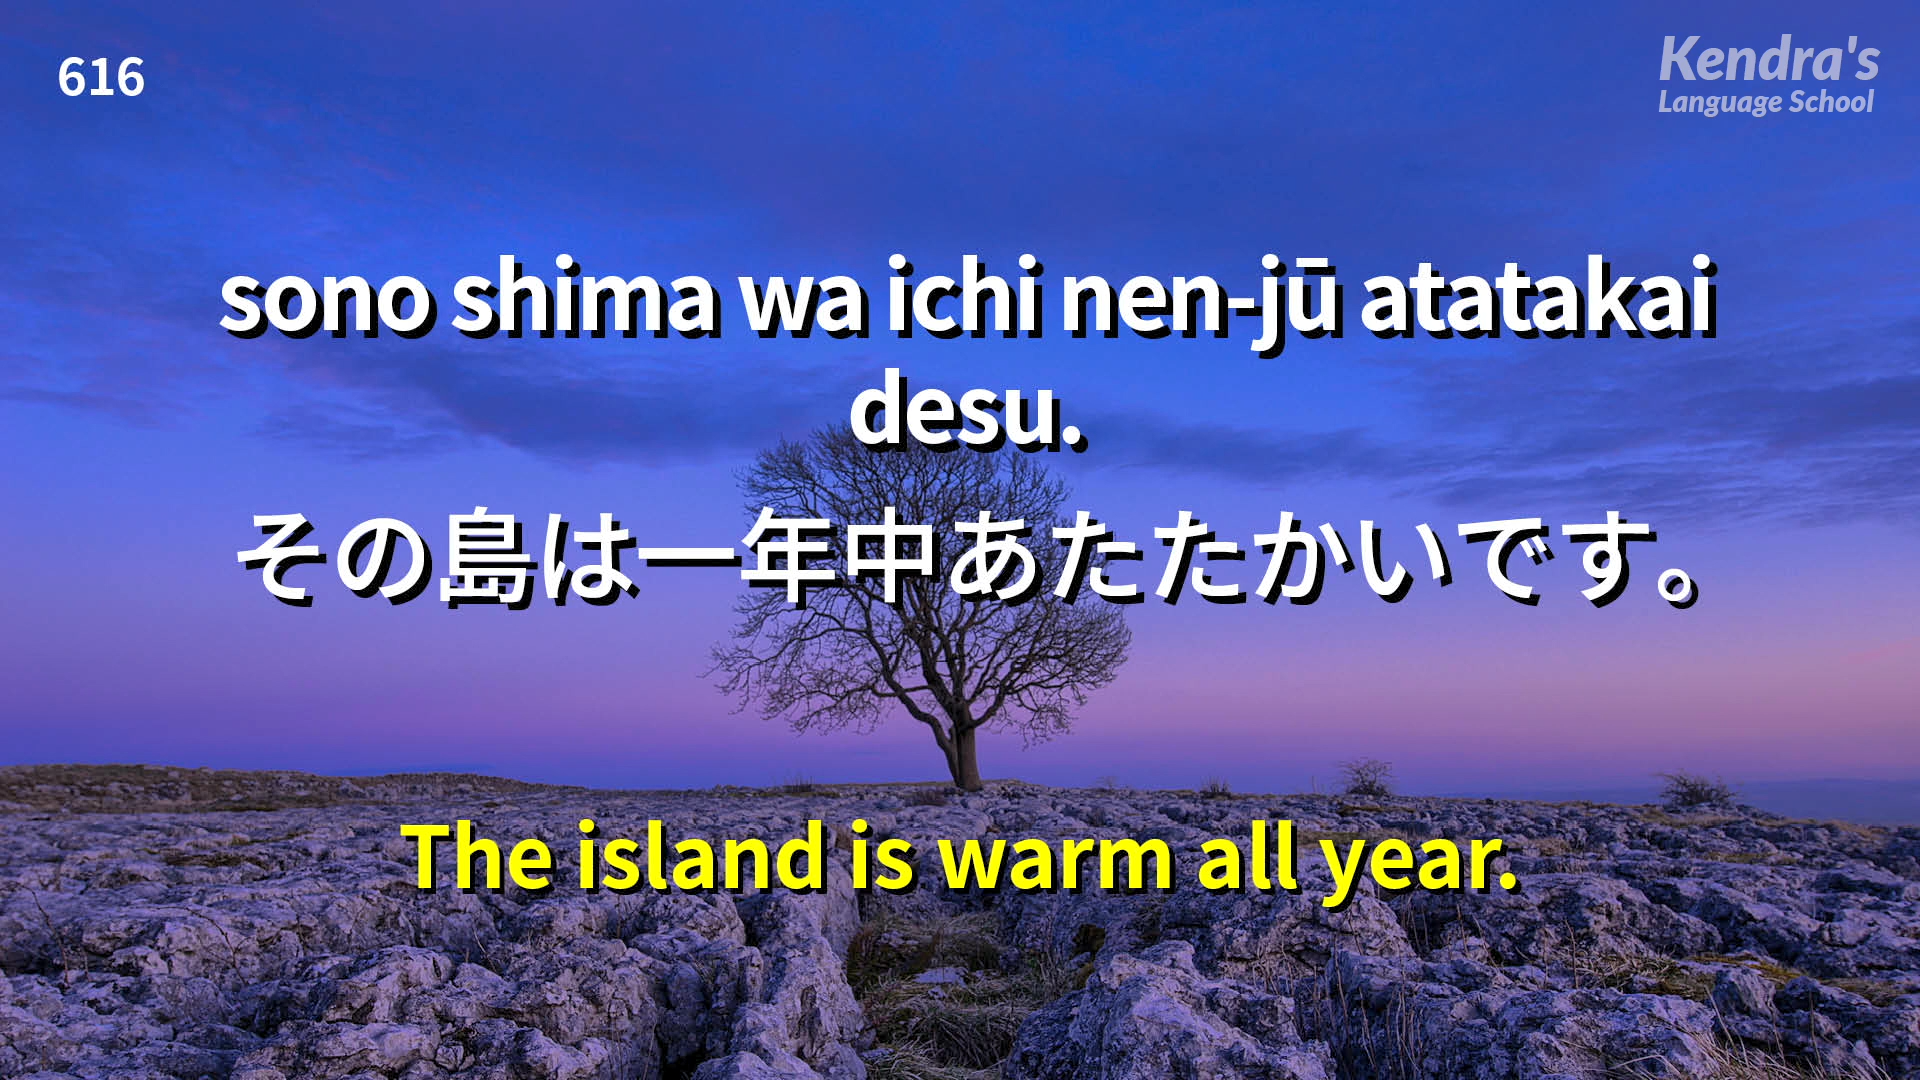 616
Kendra's
Language School
sono shima wa ichi nen-jū atatakai
desu.
その島は一年中あたたかいです。
The island is warm all year.